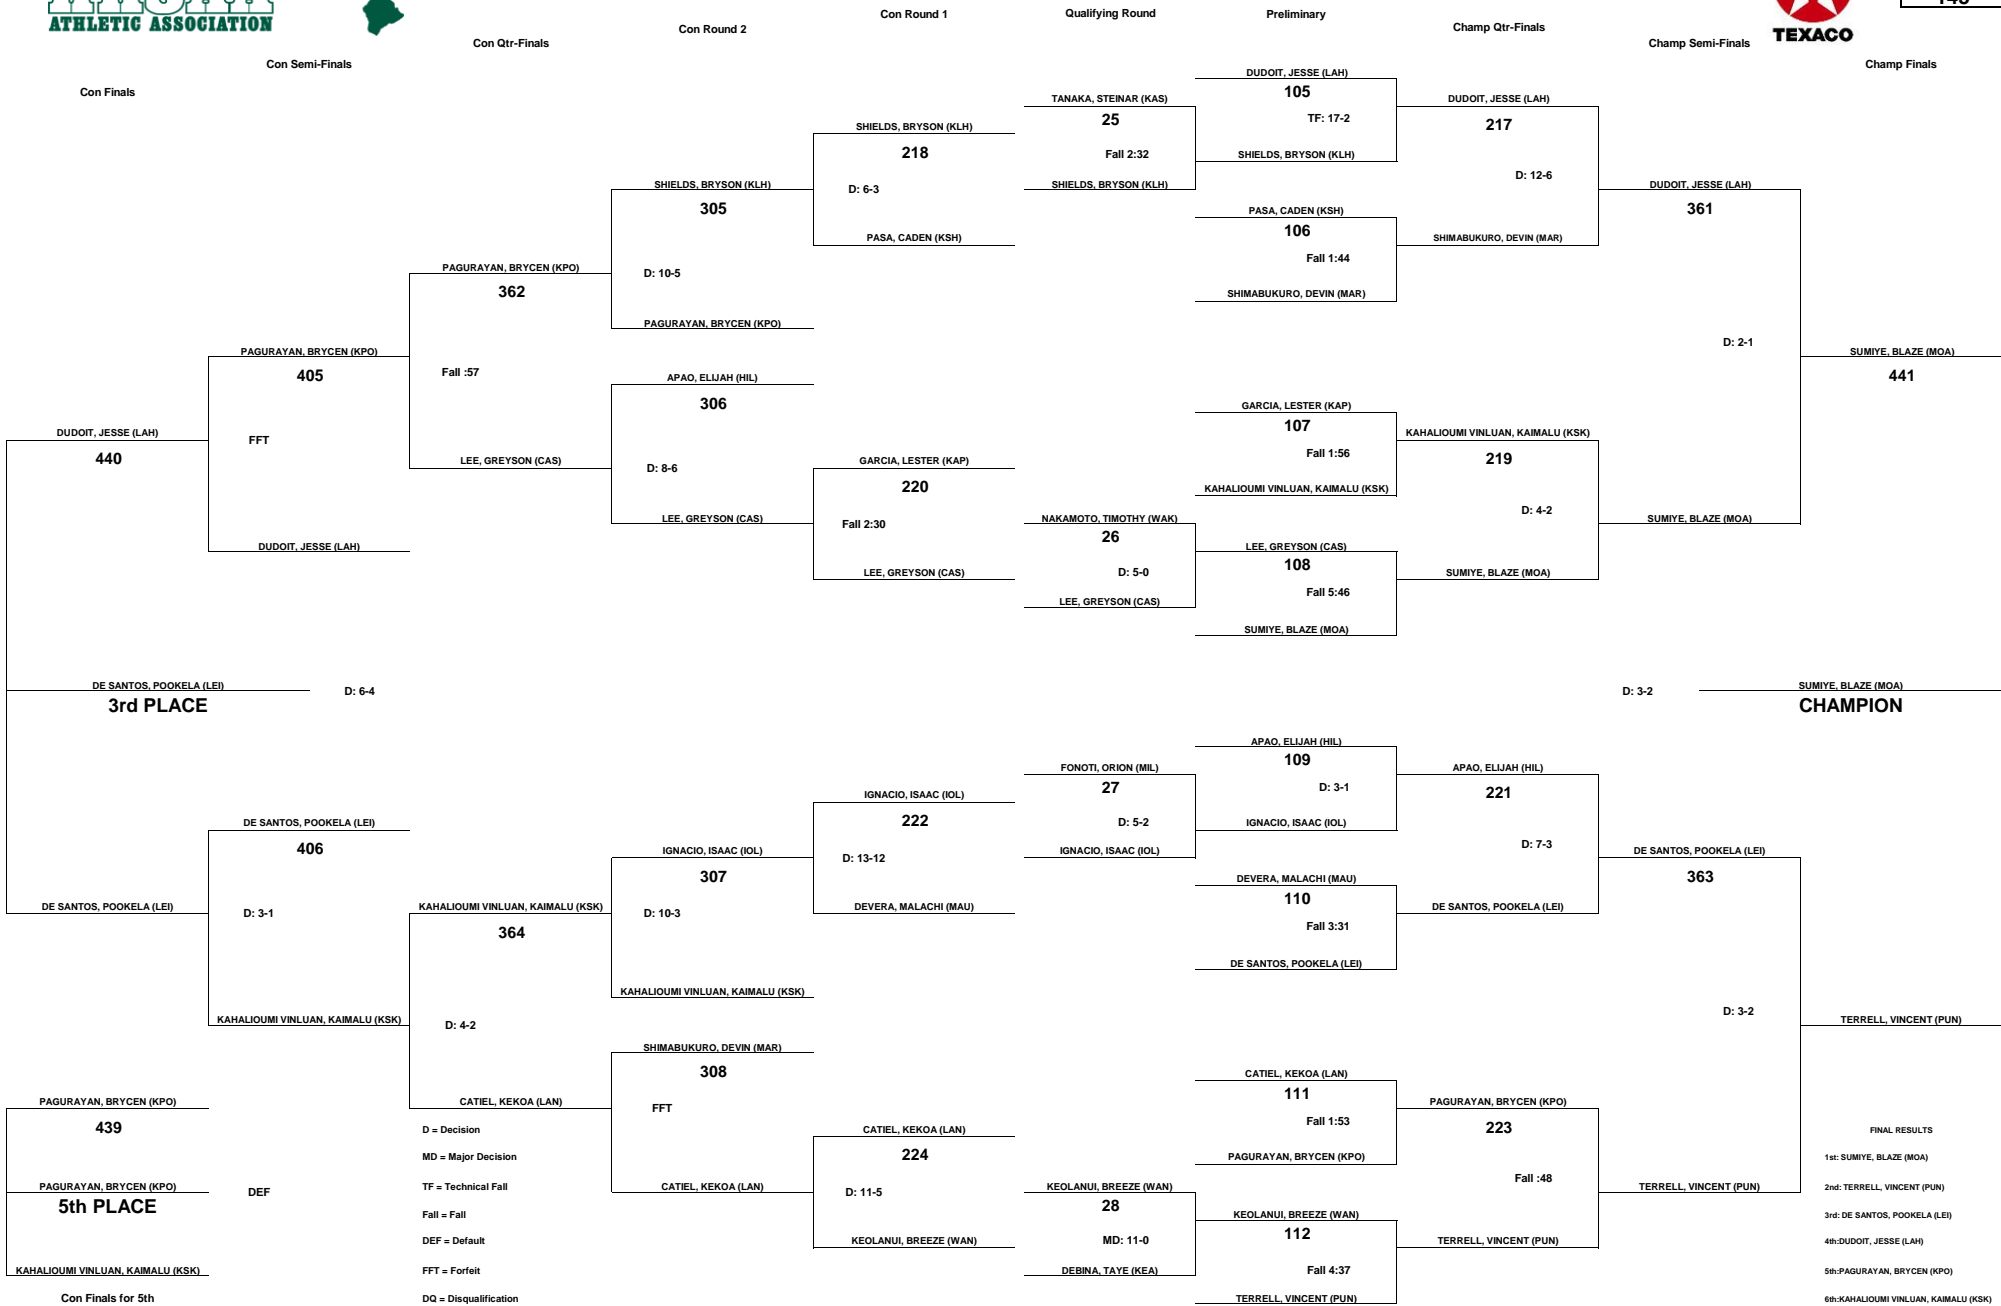 ATHLETIC ASSOCIATION
TEXACO
Con Finals
Con Semi-Finals
Con Qtr-Finals
Con Round 2
Con Round 1
Qualifying Round
Preliminary
Champ Qtr-Finals
Champ Semi-Finals
Champ Finals
DUDOIT, JESSE (LAH)
440
DE SANTOS, POOKELA (LEI)
3rd PLACE
D: 6-4
DE SANTOS, POOKELA (LEI)
PAGURAYAN, BRYCEN (KPO)
439
PAGURAYAN, BRYCEN (KPO)
5th PLACE
DEF
KAHALIOUMI VINLUAN, KAIMALU (KSK)
Con Finals for 5th
PAGURAYAN, BRYCEN (KPO)
405
FFT
DUDOIT, JESSE (LAH)
DE SANTOS, POOKELA (LEI)
406
D: 3-1
KAHALIOUMI VINLUAN, KAIMALU (KSK)
PAGURAYAN, BRYCEN (KPO)
362
Fall :57
LEE, GREYSON (CAS)
KAHALIOUMI VINLUAN, KAIMALU (KSK)
364
D: 4-2
CATIEL, KEKOA (LAN)
D = Decision
MD = Major Decision
TF = Technical Fall
Fall = Fall
DEF = Default
FFT = Forfeit
DQ = Disqualification
SHIELDS, BRYSON (KLH)
305
D: 10-5
PAGURAYAN, BRYCEN (KPO)
APAO, ELIJAH (HIL)
306
D: 8-6
LEE, GREYSON (CAS)
IGNACIO, ISAAC (IOL)
307
D: 10-3
KAHALIOUMI VINLUAN, KAIMALU (KSK)
SHIMABUKURO, DEVIN (MAR)
308
FFT
CATIEL, KEKOA (LAN)
SHIELDS, BRYSON (KLH)
218
D: 6-3
PASA, CADEN (KSH)
GARCIA, LESTER (KAP)
220
Fall 2:30
LEE, GREYSON (CAS)
IGNACIO, ISAAC (IOL)
222
D: 13-12
DEVERA, MALACHI (MAU)
CATIEL, KEKOA (LAN)
224
D: 11-5
KEOLANUI, BREEZE (WAN)
TANAKA, STEINAR (KAS)
25
Fall 2:32
SHIELDS, BRYSON (KLH)
NAKAMOTO, TIMOTHY (WAK)
26
D: 5-0
LEE, GREYSON (CAS)
FONOTI, ORION (MIL)
27
D: 5-2
IGNACIO, ISAAC (IOL)
KEOLANUI, BREEZE (WAN)
28
MD: 11-0
DEBINA, TAYE (KEA)
DUDOIT, JESSE (LAH)
105
TF: 17-2
SHIELDS, BRYSON (KLH)
PASA, CADEN (KSH)
106
Fall 1:44
SHIMABUKURO, DEVIN (MAR)
GARCIA, LESTER (KAP)
107
Fall 1:56
KAHALIOUMI VINLUAN, KAIMALU (KSK)
LEE, GREYSON (CAS)
108
Fall 5:46
SUMIYE, BLAZE (MOA)
APAO, ELIJAH (HIL)
109
D: 3-1
IGNACIO, ISAAC (IOL)
DEVERA, MALACHI (MAU)
110
Fall 3:31
DE SANTOS, POOKELA (LEI)
CATIEL, KEKOA (LAN)
111
Fall 1:53
PAGURAYAN, BRYCEN (KPO)
KEOLANUI, BREEZE (WAN)
112
Fall 4:37
TERRELL, VINCENT (PUN)
DUDOIT, JESSE (LAH)
217
D: 12-6
SHIMABUKURO, DEVIN (MAR)
KAHALIOUMI VINLUAN, KAIMALU (KSK)
219
D: 4-2
SUMIYE, BLAZE (MOA)
APAO, ELIJAH (HIL)
221
D: 7-3
DE SANTOS, POOKELA (LEI)
PAGURAYAN, BRYCEN (KPO)
223
Fall :48
TERRELL, VINCENT (PUN)
DUDOIT, JESSE (LAH)
361
D: 2-1
SUMIYE, BLAZE (MOA)
DE SANTOS, POOKELA (LEI)
363
D: 3-2
TERRELL, VINCENT (PUN)
SUMIYE, BLAZE (MOA)
441
D: 3-2
SUMIYE, BLAZE (MOA)
CHAMPION
TERRELL, VINCENT (PUN)
FINAL RESULTS
1st: SUMIYE, BLAZE (MOA)
2nd: TERRELL, VINCENT (PUN)
3rd: DE SANTOS, POOKELA (LEI)
4th:DUDOIT, JESSE (LAH)
5th:PAGURAYAN, BRYCEN (KPO)
6th:KAHALIOUMI VINLUAN, KAIMALU (KSK)